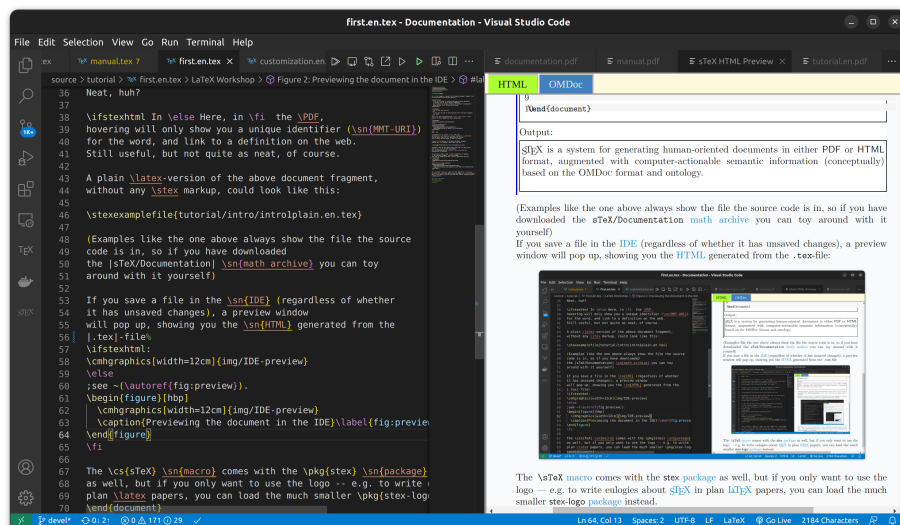 first.en.tex - Documentation - Visual Studio Code
File Edit Selection View Go Run Terminal Help
.tex manual.tex 7 first.en.tex customization.en.
source > tutorial > first.en.tex > LaTeX Workshop > Figure 2: Previewing the document in the IDE > #la
36 Neat, huh?
37
38 \ifstexhtml In \else Here, in \fi the \PDF,
39 hovering will only show you a unique identifier (\sn{MMT-URI})
40 for the word, and link to a definition on the web.
41 Still useful, but not quite as neat, of course.
42
43 A plain \latex-version of the above document fragment,
44 without any \stex markup, could look like this:
45
46 \stexexamplefile{tutorial/intro/intro1plain.en.tex}
47
48 (Examples like the one above always show the file the source
49 code is in, so if you have downloaded
50 the |sTeX/Documentation| \sn{math archive} you can toy
51 around with it yourself)
52
53 If you save a file in the \sn{IDE} (regardless of whether
54 it has unsaved changes), a preview window
55 will pop up, showing you the \sn{HTML} generated from the
56 |.tex|-file%
57 \ifstexhtml:
58 \cmhgraphics[width=12cm]{img/IDE-preview}
59 \else
60 ;see ~(\autoref{fig:preview}).
61 \begin{figure}[hbp]
62 \cmhgraphics[width=12cm]{img/IDE-preview}
63 \caption{Previewing the document in the IDE}\label{fig:previe
64 \end{figure}
65 \fi
66
67 The \cs{sTeX} \sn{macro} comes with the \pkg{stex} \sn{package}
68 as well, but if you only want to use the logo -- e.g. to write
69 plan \latex papers, you can load the much smaller \pkg{stex-log
70 \end{document}
documentation.pdf manual.pdf sTeX HTML Preview tutorial.en.pdf
HTML OMDoc
9
\end{document}
Output:
sTeX is a system for generating human-oriented documents in either PDF or HTML
format, augmented with computer-actionable semantic information (conceptually)
based on the OMDoc format and ontology.
(Examples like the one above always show the file the source code is in, so if you have
downloaded the sTeX/Documentation math archive you can toy around with it
yourself)
If you save a file in the IDE (regardless of whether it has unsaved changes), a preview
window will pop up, showing you the HTML generated from the .tex-file:
The \sTeX macro comes with the stex package as well, but if you only want to use the
logo — e.g. to write eulogies about sTeX in plan LaTeX papers, you can load the much
smaller stex-logo package instead.
1K+
TEX
sTEX
devel* 0↓ 2↑ 0 171 29 Ln 64, Col 13 Spaces: 2 UTF-8 LF LaTeX Go Live 2184 Characters